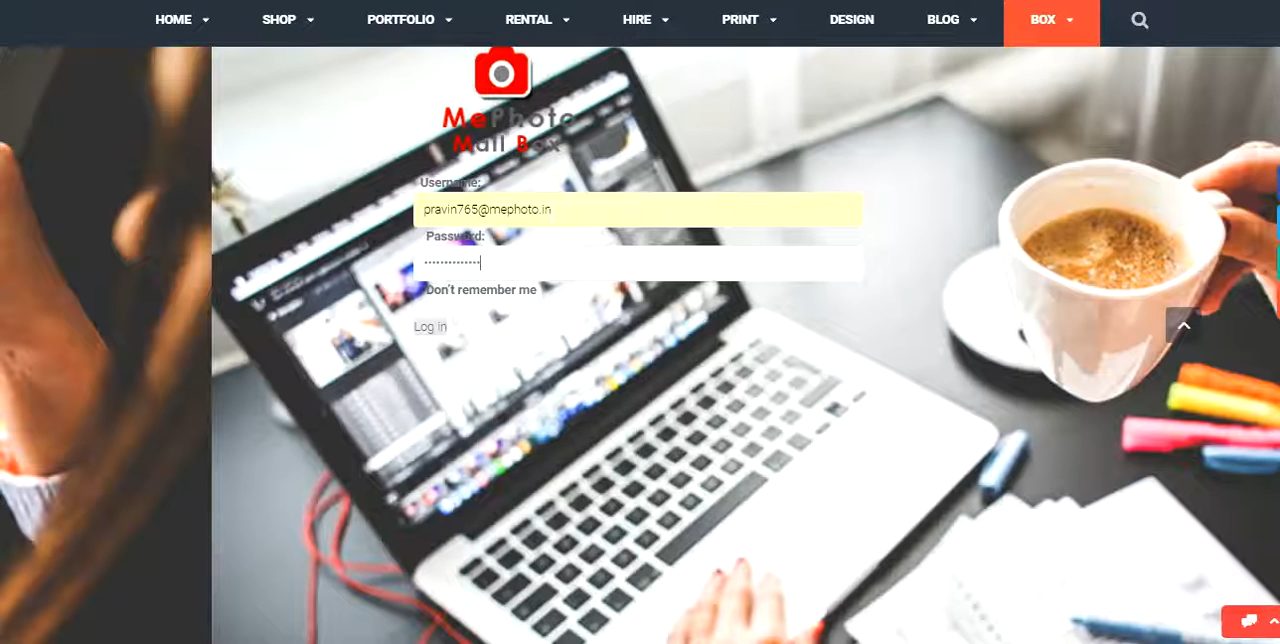 HOME
SHOP
PORTFOLIO
RENTAL
HIRE
PRINT
DESIGN
BLOG
BOX
MePhoto
Mail Box
Username:
pravin765@mephoto.in
Password:
Don't remember me
Log in